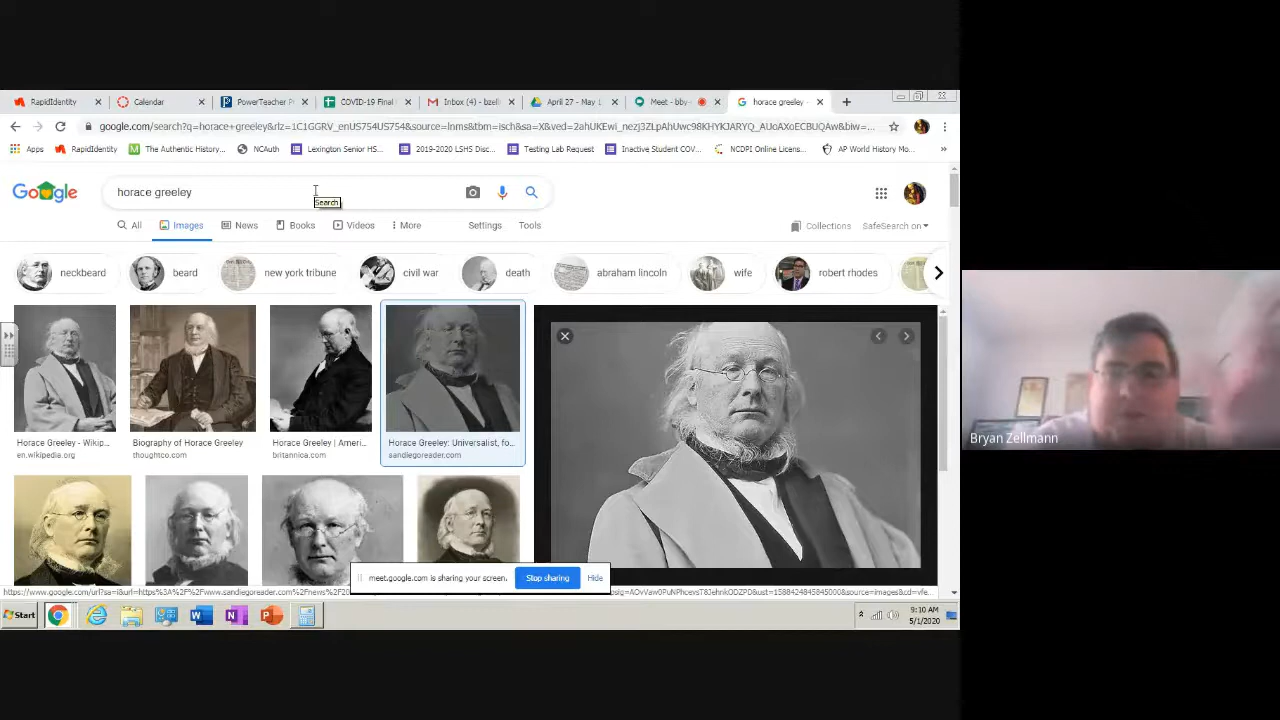 RapidIdentity
Calendar
PowerTeacher P
COVID-19 Final
Inbox (4) - bzell
April 27 - May 1
Meet - bby-
horace greeley -
google.com/search?q=horace+greeley&rlz=1C1GGRV_enUS754US754&source=lnms&tbm=isch&sa=X&ved=2ahUKEwi_nezj3ZLpAhUwc98KHYKJARYQ_AUoAXoECBUQAw&biw=...
Apps
RapidIdentity
The Authentic History...
NCAuth
Lexington Senior HS...
2019-2020 LSHS Disc...
Testing Lab Request
Inactive Student COV...
NCDPI Online Licens...
AP World History Mo...
Google
horace greeley
Search
All
Images
News
Books
Videos
More
Settings
Tools
Collections
SafeSearch on
neckbeard
beard
new york tribune
civil war
death
abraham lincoln
wife
robert rhodes
Horace Greeley - Wikip...
en.wikipedia.org
Biography of Horace Greeley
thoughtco.com
Horace Greeley | Ameri...
britannica.com
Horace Greeley: Universalist, fo...
sandiegoreader.com
Bryan Zellmann
meet.google.com is sharing your screen.
Stop sharing
Hide
Start
9:10 AM
5/1/2020